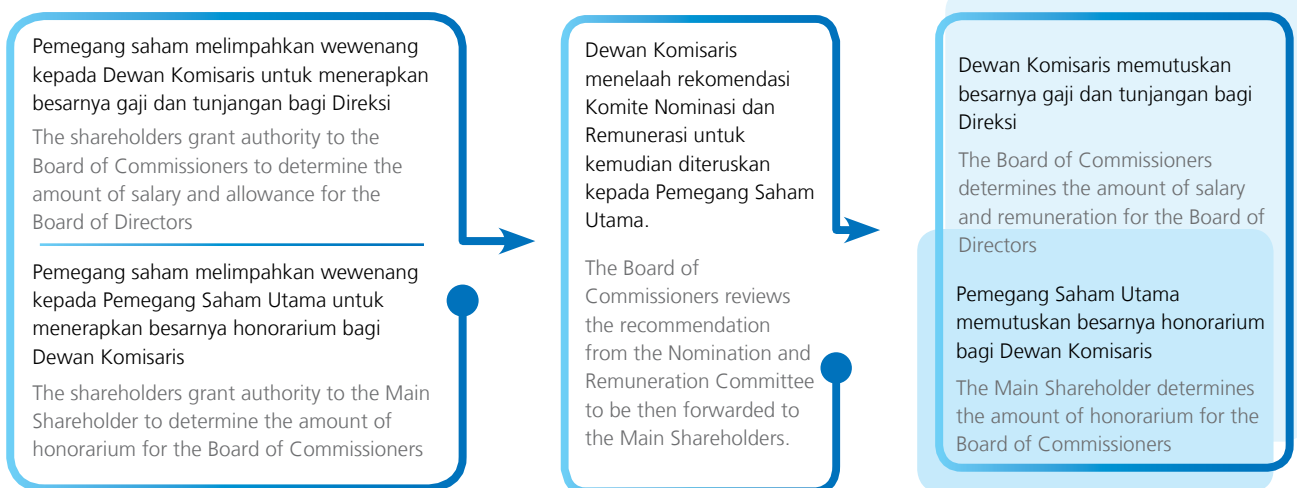 Pemegang saham melimpahkan wewenang
kepada Dewan Komisaris untuk menerapkan
besarnya gaji dan tunjangan bagi Direksi
The shareholders grant authority to the
Board of Commissioners to determine the
amount of salary and allowance for the
Board of Directors
Pemegang saham melimpahkan wewenang
kepada Pemegang Saham Utama untuk
menerapkan besarnya honorarium bagi
Dewan Komisaris
The shareholders grant authority to the Main
Shareholder to determine the amount of
honorarium for the Board of Commissioners
Dewan Komisaris
menelaah rekomendasi
Komite Nominasi dan
Remunerasi untuk
kemudian diteruskan
kepada Pemegang Saham
Utama.
The Board of
Commissioners reviews
the recommendation
from the Nomination and
Remuneration Committee
to be then forwarded to
the Main Shareholders.
Dewan Komisaris memutuskan
besarnya gaji dan tunjangan bagi
Direksi
The Board of Commissioners
determines the amount of salary
and remuneration for the Board of
Directors
Pemegang Saham Utama
memutuskan besarnya honorarium
bagi Dewan Komisaris
The Main Shareholder determines
the amount of honorarium for the
Board of Commissioners